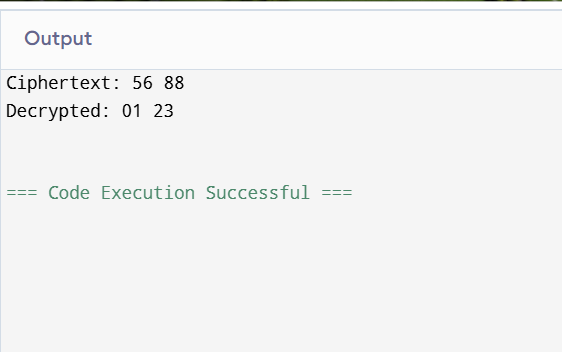 Output
Ciphertext: 56 88
Decrypted: 01 23
=== Code Execution Successful ===